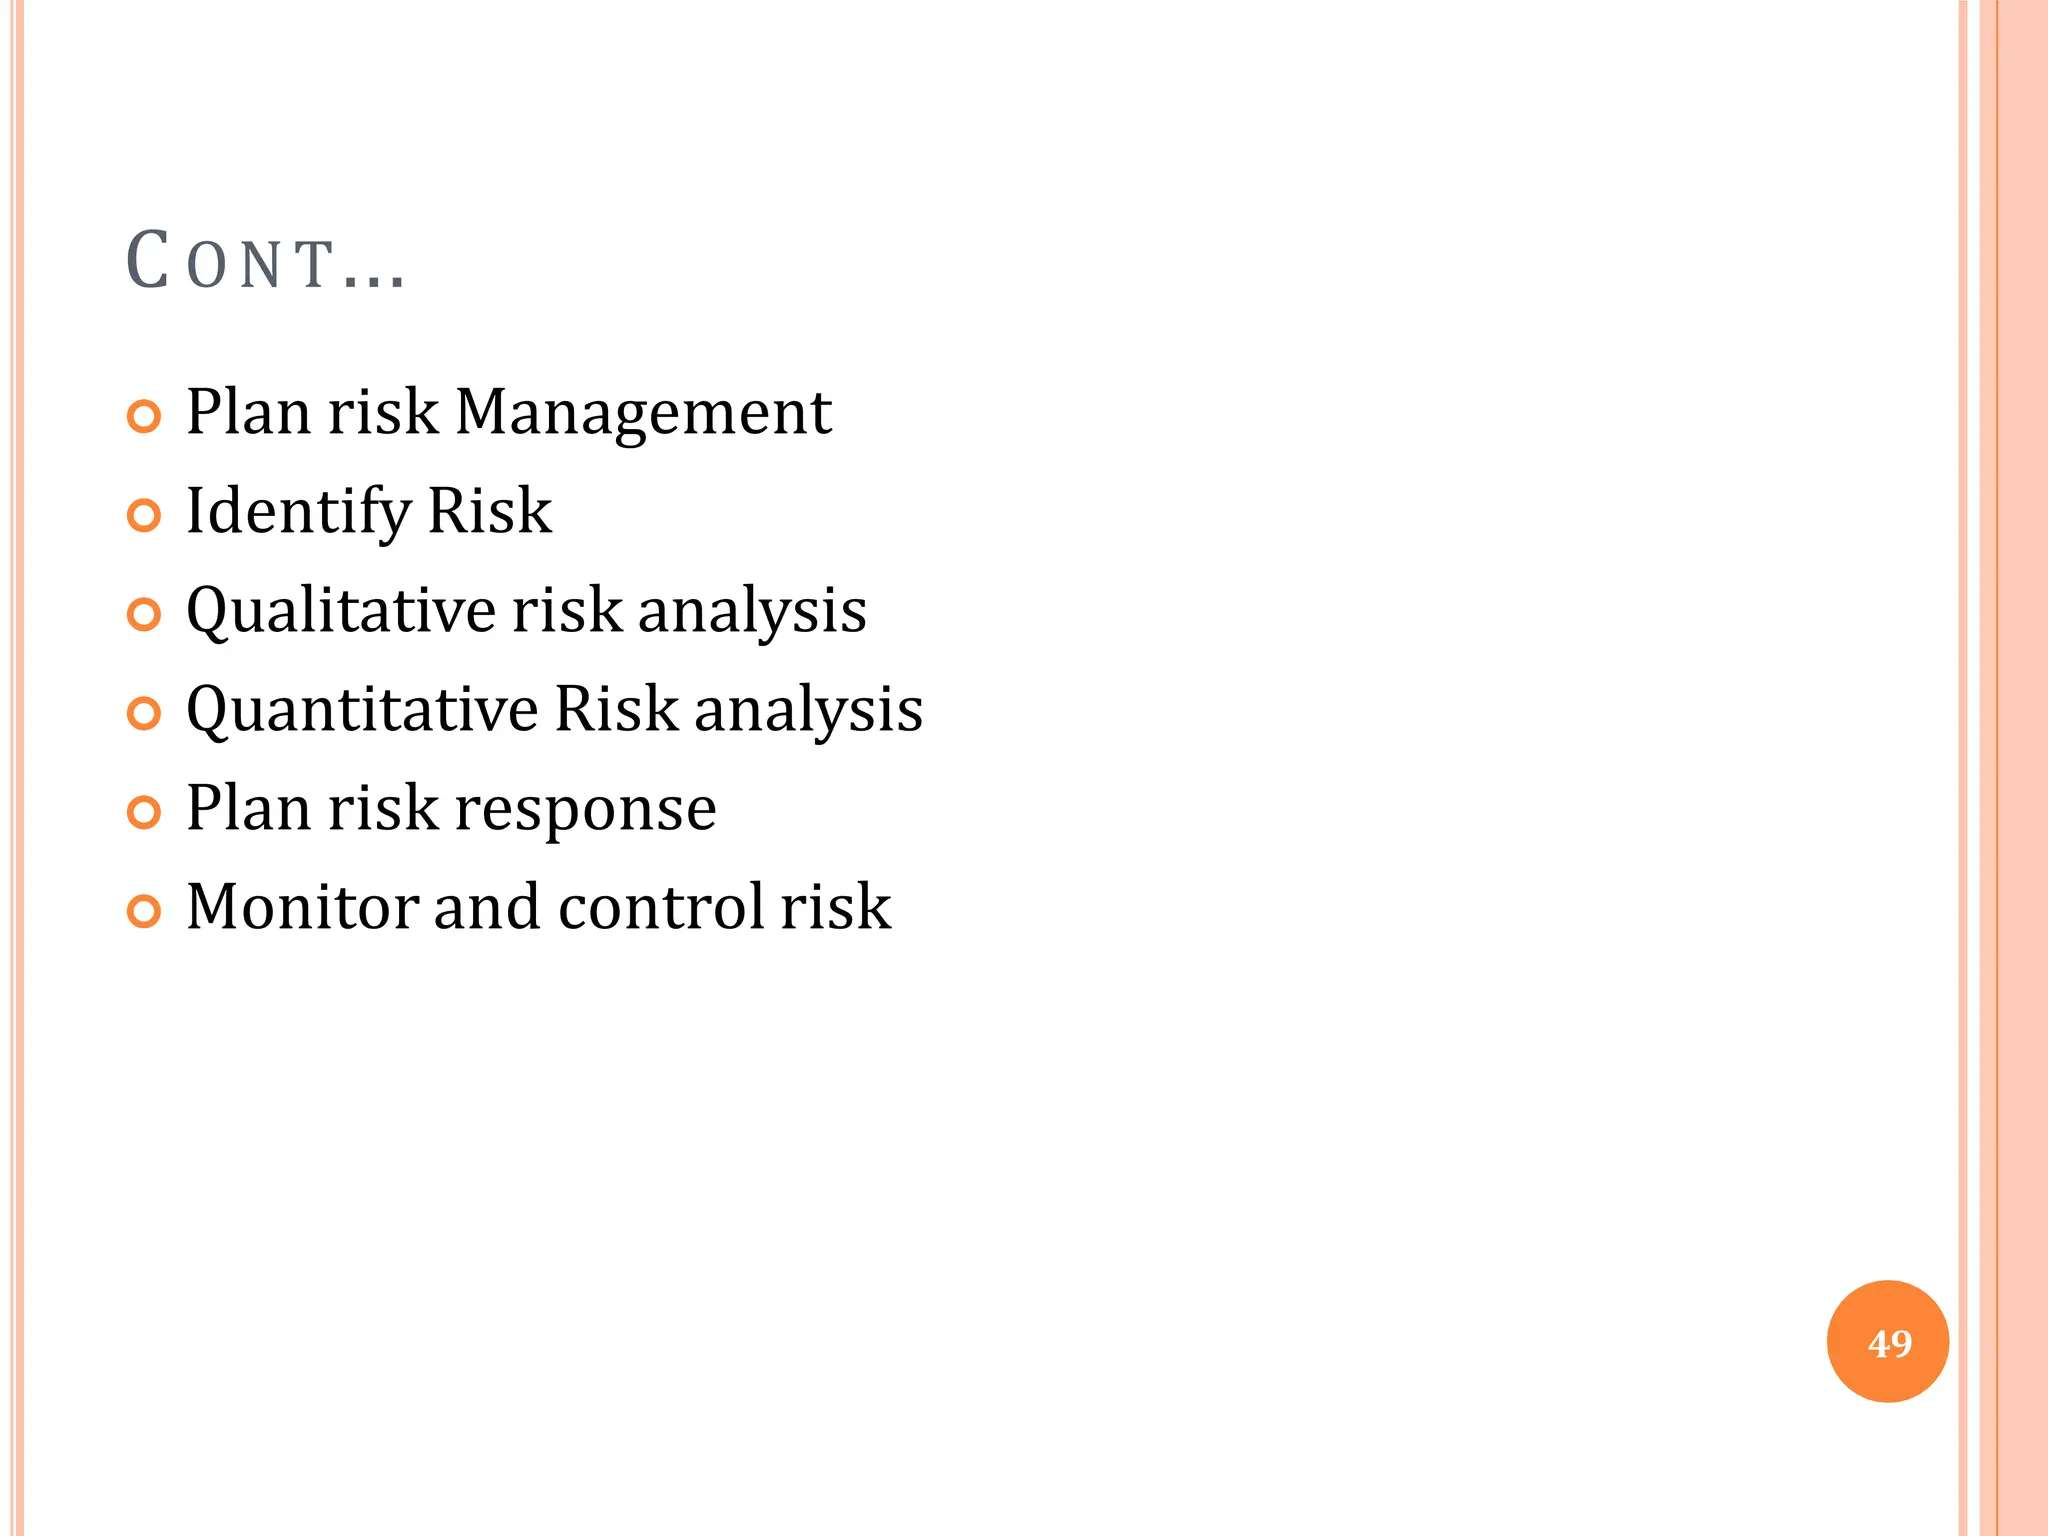 CONT…
Plan risk Management
Identify Risk
Qualitative risk analysis
Quantitative Risk analysis
Plan risk response
Monitor and control risk
49